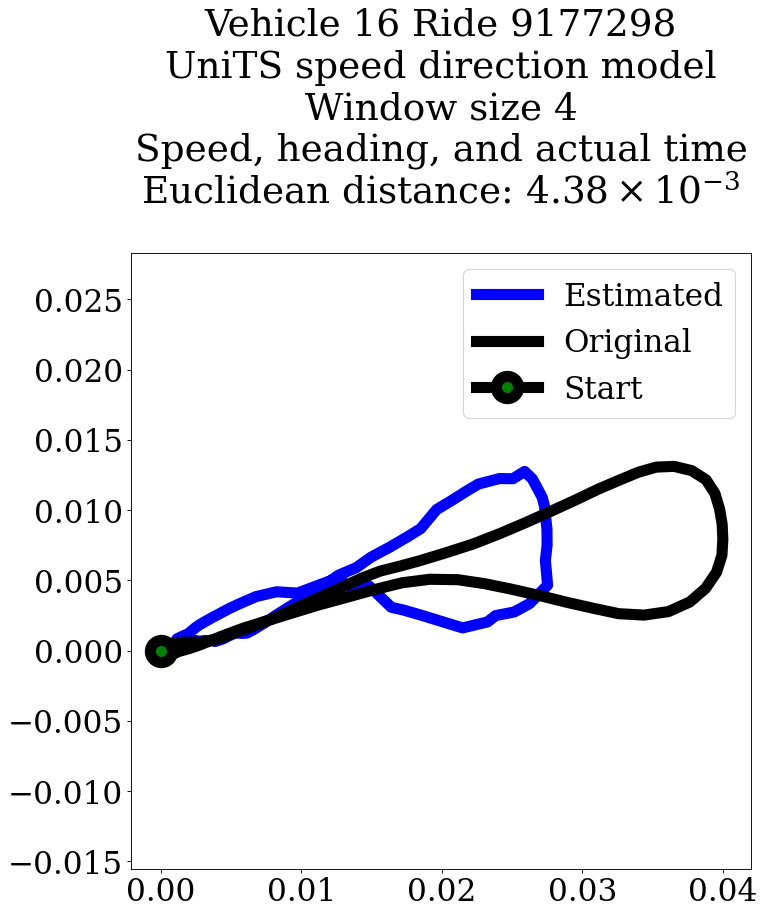 Vehicle 16 Ride 9177298
UniTS speed direction model
Window size 4
Speed, heading, and actual time
Euclidean distance: 4.38 × 10⁻³
Estimated
Original
Start
0.025
0.020
0.015
0.010
0.005
0.000
−0.005
−0.010
−0.015
0.00 0.01 0.02 0.03 0.04